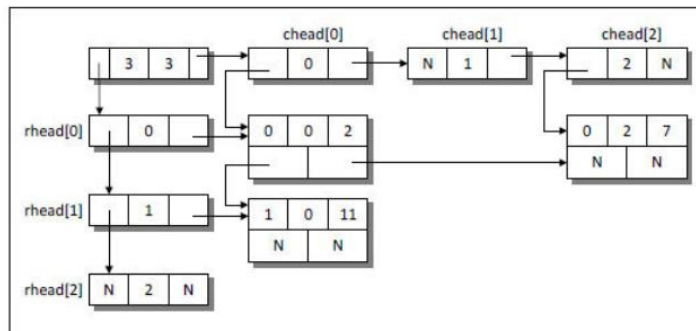 chead[0] chead[1] chead[2]
3 3 0 N 1 2 N
rhead[0] 0 0 0 2 0 2 7
N N
rhead[1] 1 1 0 11
N N
rhead[2] N 2 N